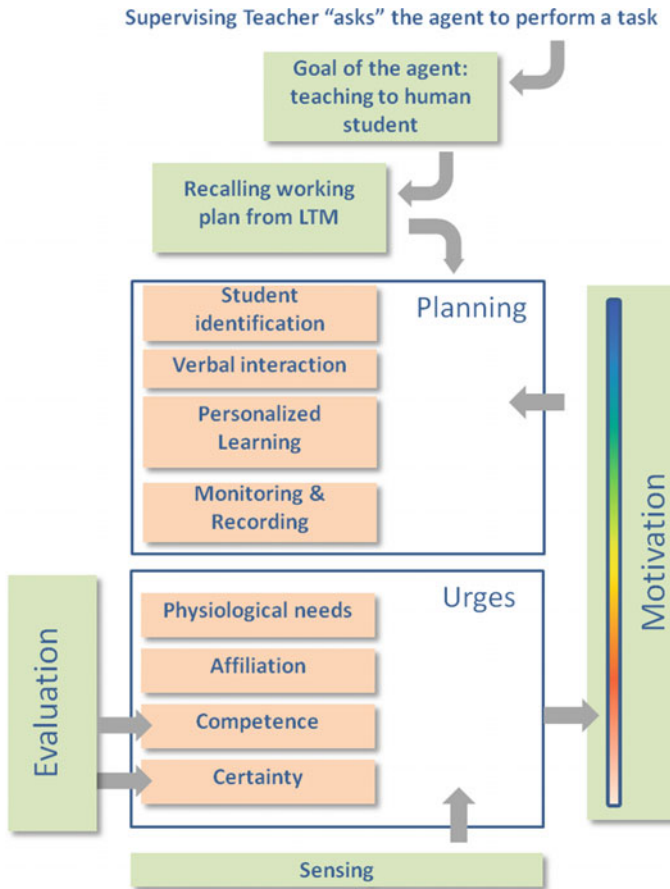 Supervising Teacher “asks” the agent to perform a task
Goal of the agent:
teaching to human
student
Recalling working
plan from LTM
Planning
Student
identification
Verbal interaction
Personalized
Learning
Monitoring &
Recording
Motivation
Urges
Physiological needs
Affiliation
Competence
Certainty
Evaluation
Sensing